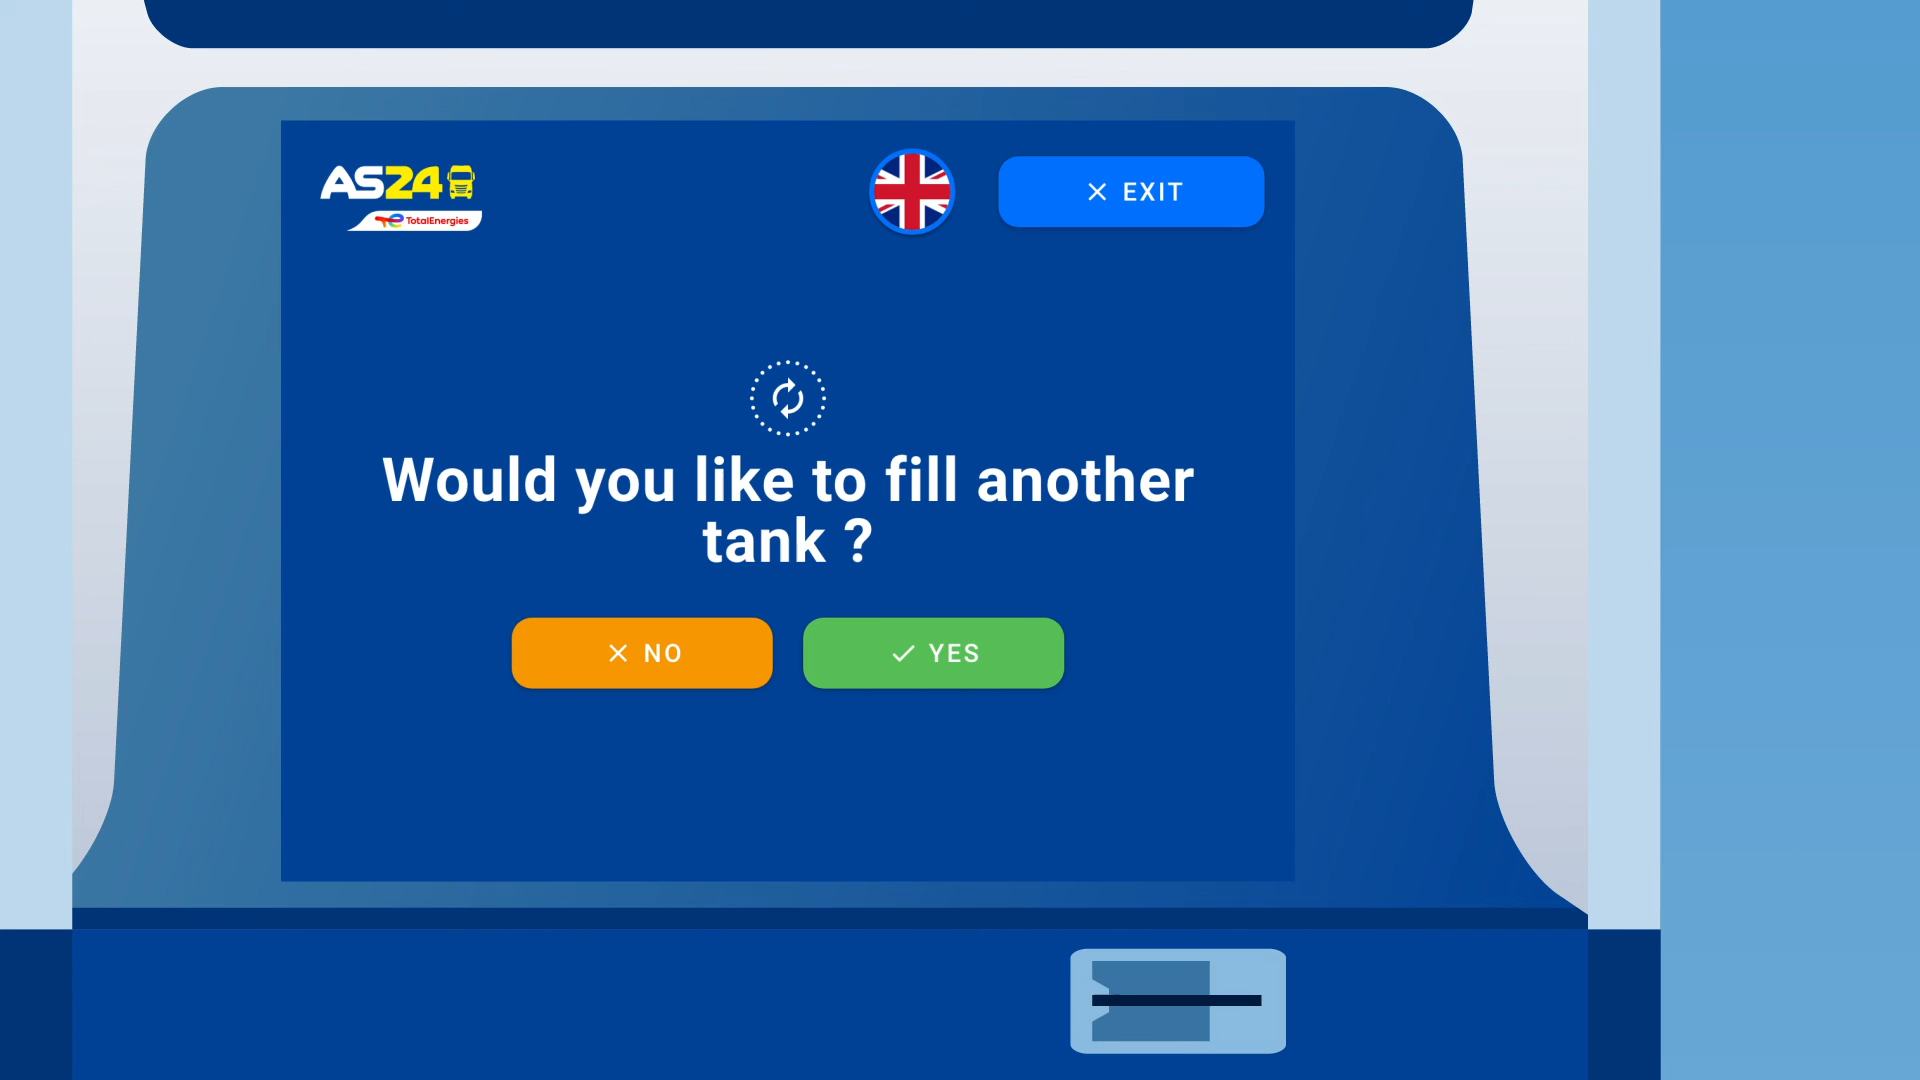 AS24
TotalEnergies
EXIT
Would you like to fill another
tank ?
NO
YES